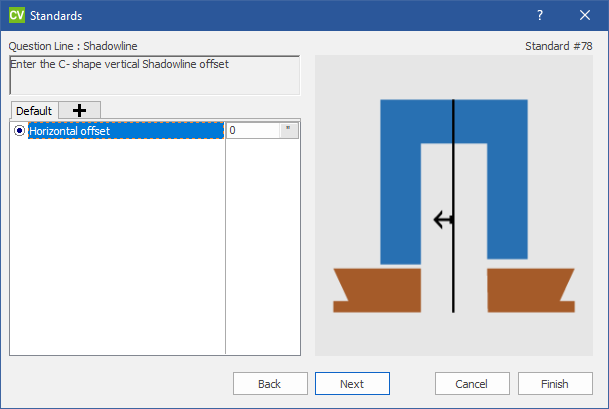 CV Standards ?
Question Line : Shadowline Standard #78
Enter the C- shape vertical Shadowline offset
Default
Horizontal offset 0 "
Back Next Cancel Finish